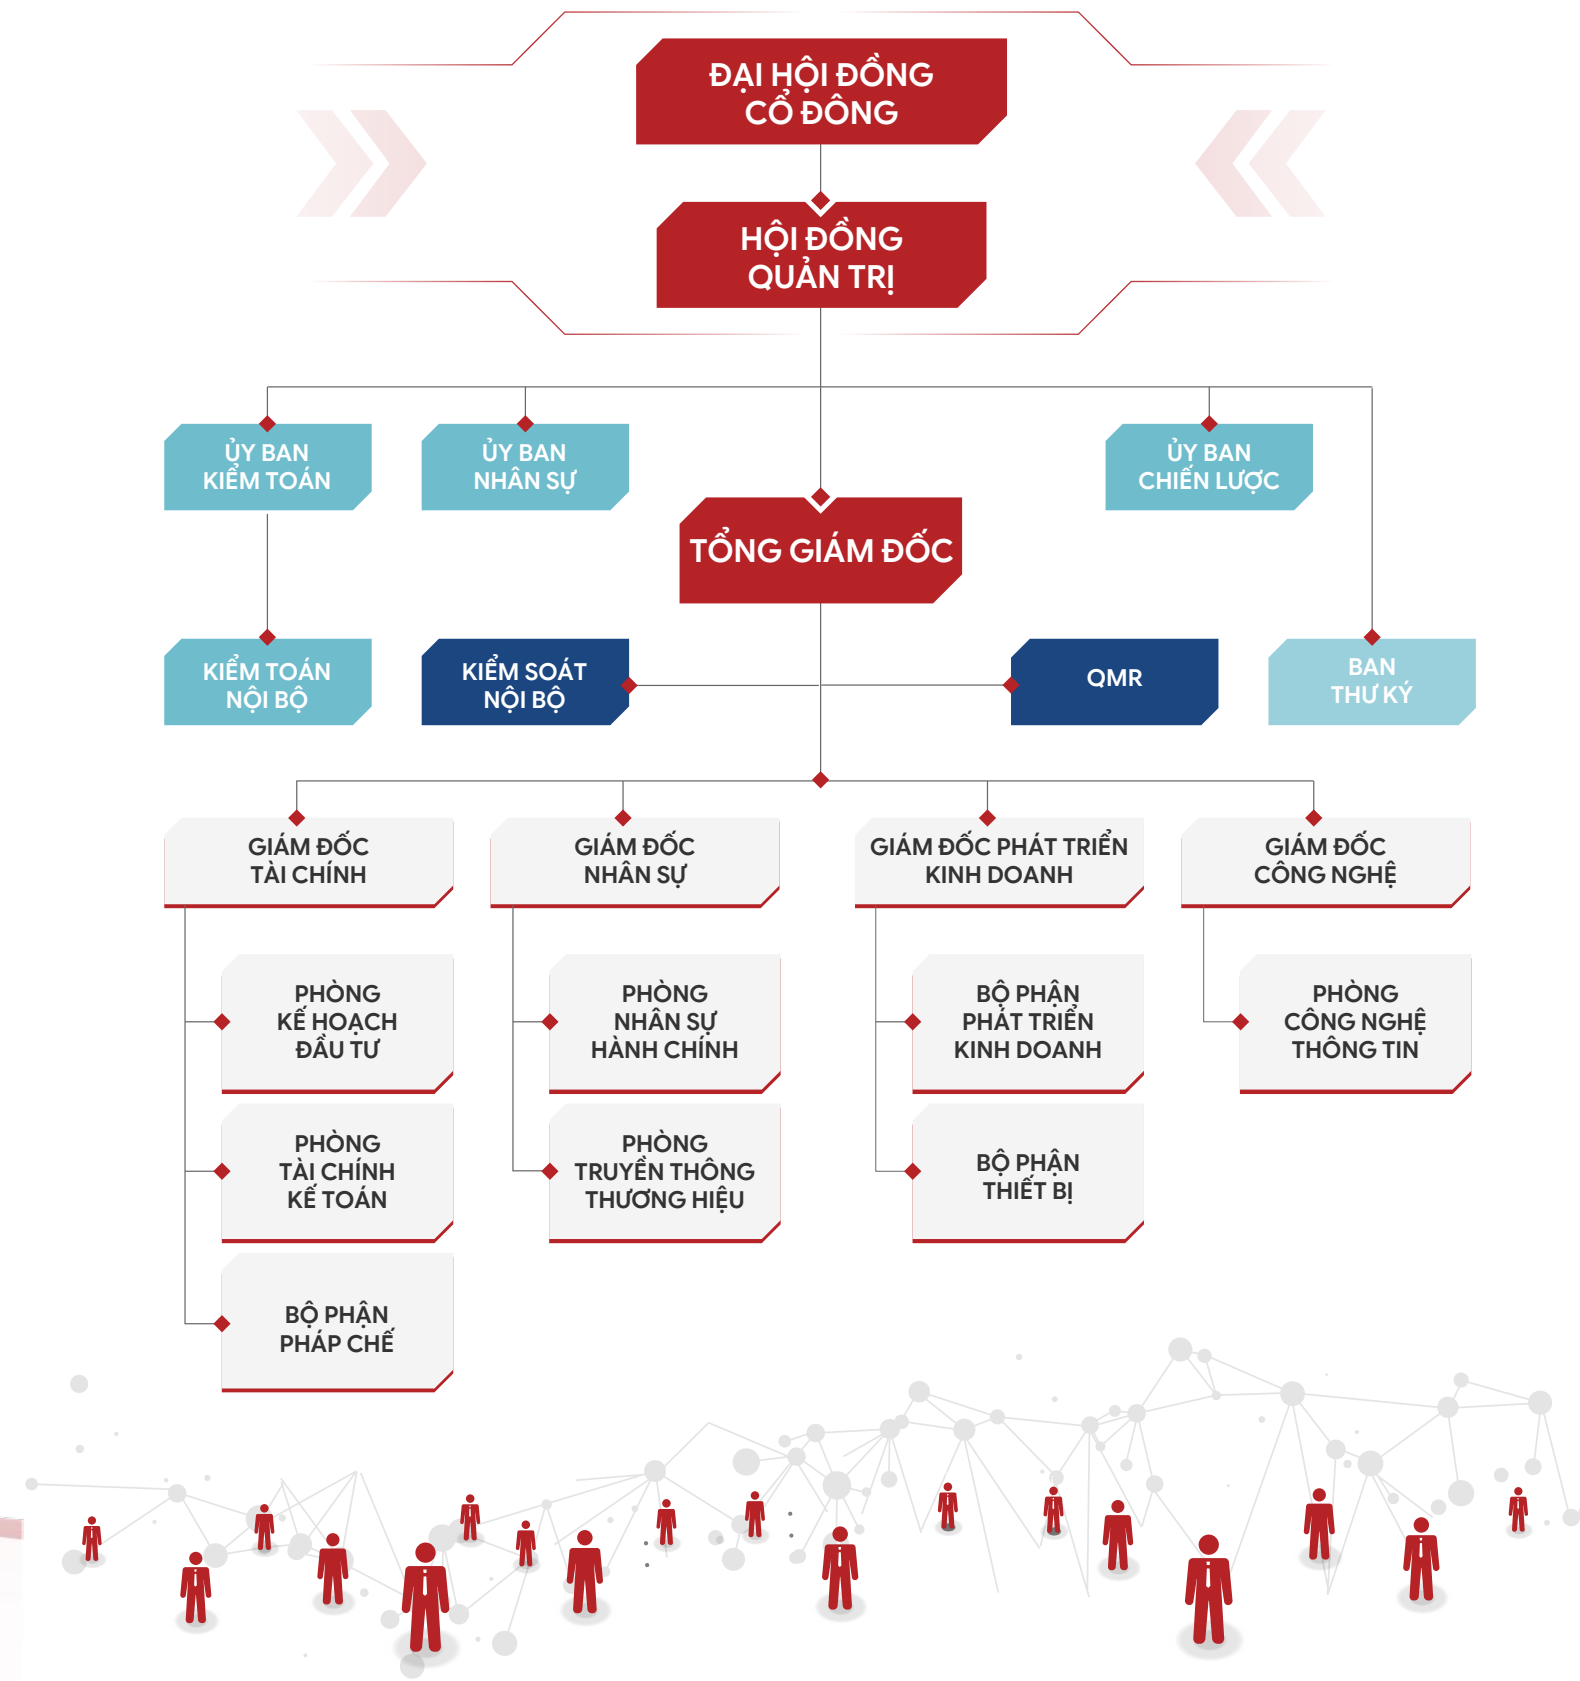 ĐẠI HỘI ĐỒNG
CỔ ĐÔNG
HỘI ĐỒNG
QUẢN TRỊ
ỦY BAN
KIỂM TOÁN
ỦY BAN
NHÂN SỰ
ỦY BAN
CHIẾN LƯỢC
TỔNG GIÁM ĐỐC
KIỂM TOÁN
NỘI BỘ
KIỂM SOÁT
NỘI BỘ
QMR
BAN
THƯ KÝ
GIÁM ĐỐC
TÀI CHÍNH
GIÁM ĐỐC
NHÂN SỰ
GIÁM ĐỐC PHÁT TRIỂN
KINH DOANH
GIÁM ĐỐC
CÔNG NGHỆ
PHÒNG
KẾ HOẠCH
ĐẦU TƯ
PHÒNG
NHÂN SỰ
HÀNH CHÍNH
BỘ PHẬN
PHÁT TRIỂN
KINH DOANH
PHÒNG
CÔNG NGHỆ
THÔNG TIN
PHÒNG
TÀI CHÍNH
KẾ TOÁN
PHÒNG
TRUYỀN THÔNG
THƯƠNG HIỆU
BỘ PHẬN
THIẾT BỊ
BỘ PHẬN
PHÁP CHẾ